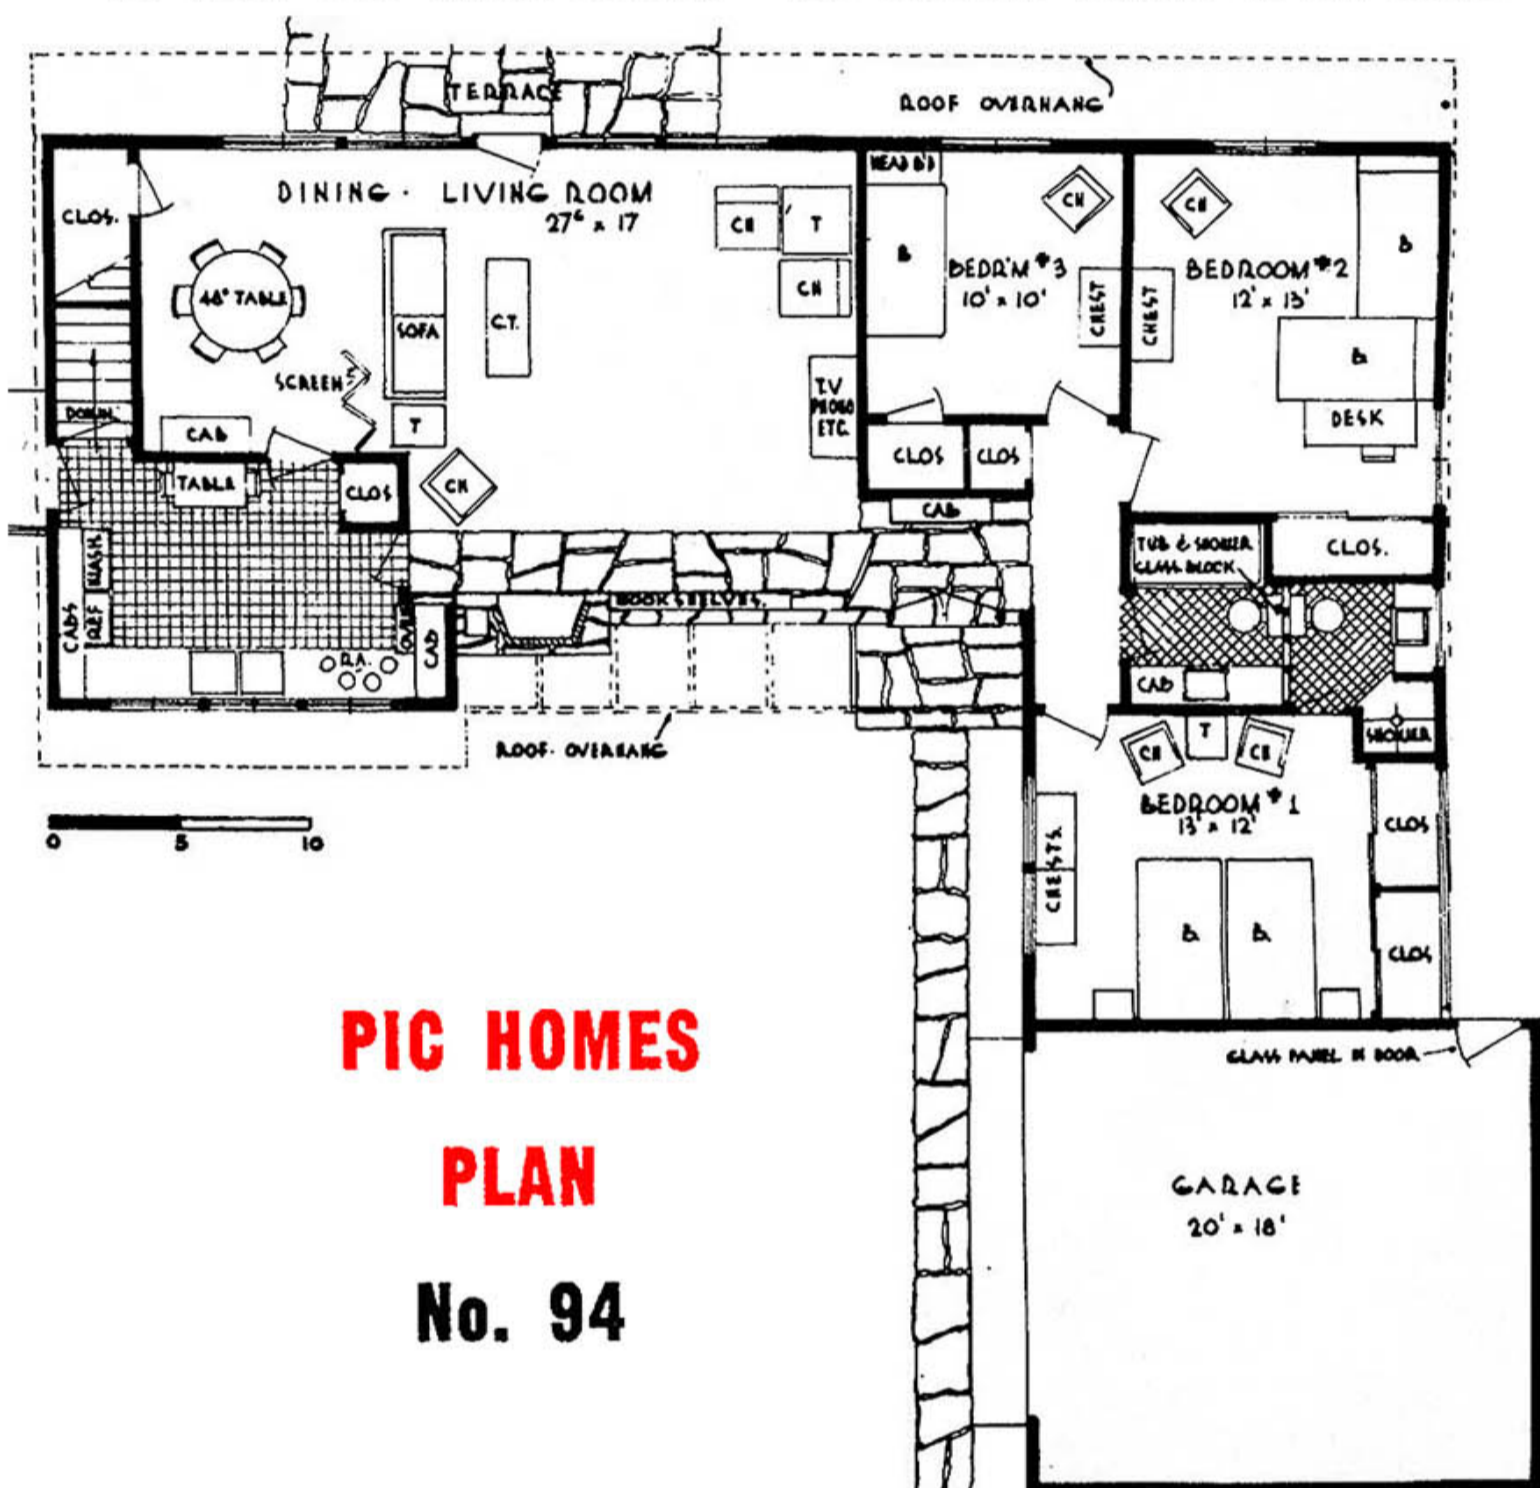 TERRACE
ROOF OVERHANG
CLOS.
DINING - LIVING ROOM
27⁶ x 17
HEAD B'D
CH
CH
T
CH
B
B
BEDR'M #3
10' x 10'
BEDROOM #2
12' x 13'
48" TABLE
SOFA
C.T.
CH
CHEST
CHEST
SCREEN
B
T.V
PHONO
ETC.
DOWN
CAB
T
DESK
TABLE
CLOS
CH
CLOS
CLOS
CAB
TUB & SHOWER
GLASS BLOCK
CLOS.
WASH
CABS
REF
OVEN
CAB
BOOK SHELVES.
RA.
CAB
ROOF OVERHANG
CH
T
CH
SHOWER
0 5 10
BEDROOM #1
13' x 12'
CHESTS.
CLOS
B
B
CLOS
PIC HOMES
PLAN
No. 94
GLASS PANEL IN DOOR
GARAGE
20' x 18'